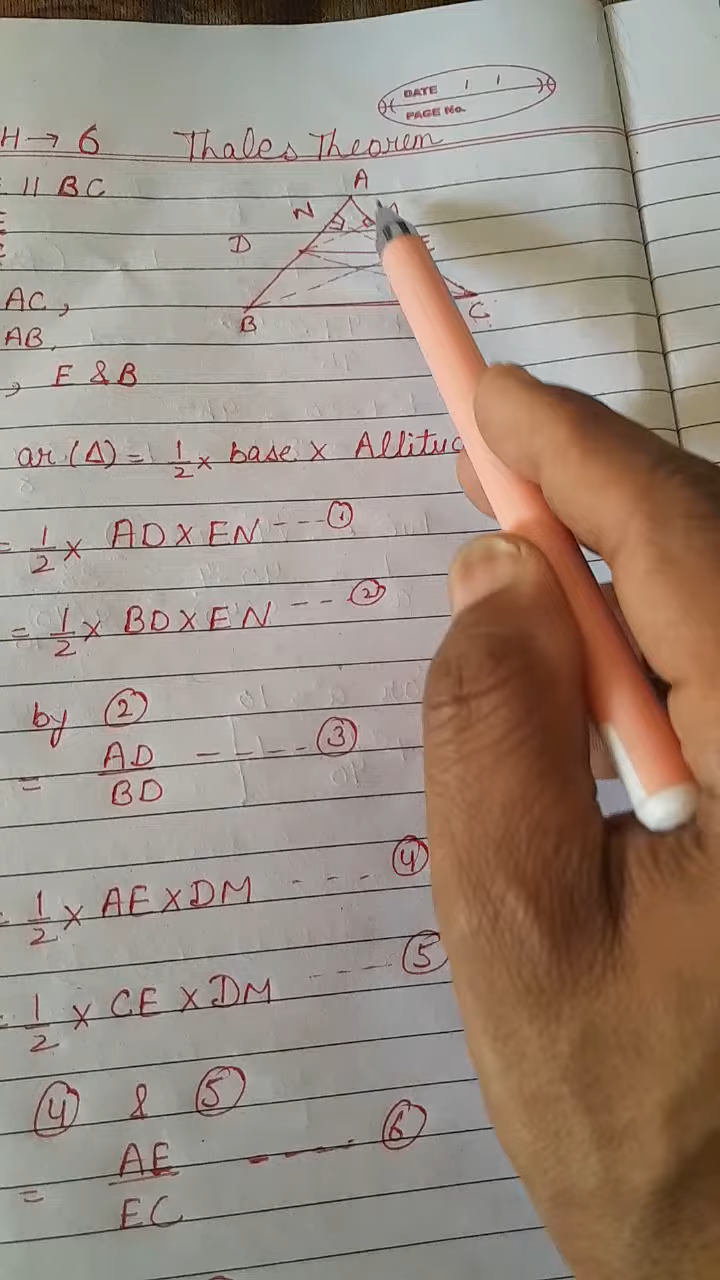 DATE
PAGE No.
H → 6 Thales Theorem
|| BC
A
N
D
B
C
AC,
AB,
, E & B
ar (Δ) = 1/2 × base ×
= 1/2 × AD × EN --- ①
= 1/2 × BD × EN -- ②
by ②
= AD/BD ----- ③
= 1/2 × AE × DM --- ④
= 1/2 × CE × DM ---- ⑤
④ & ⑤
= AE/EC ----- ⑥